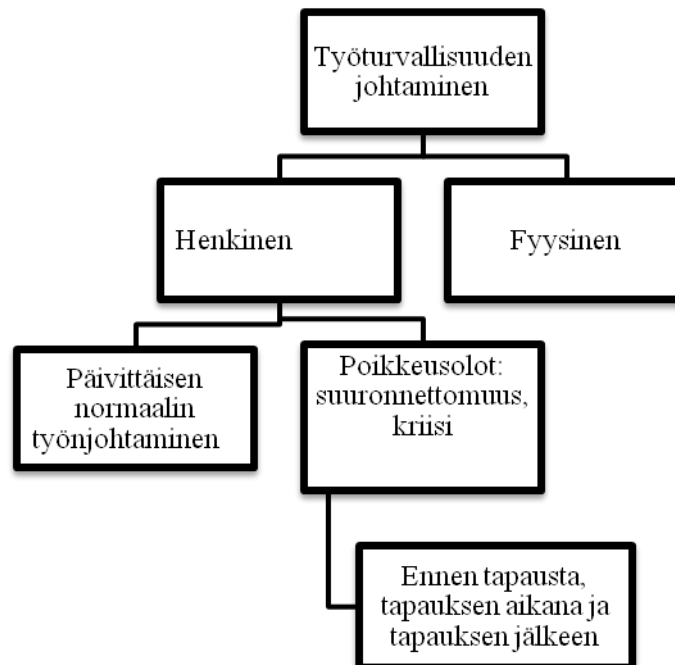 Työturvallisuuden
johtaminen
Henkinen
Fyysinen
Päivittäisen
normaalin
työnjohtaminen
Poikkeusolot:
suuronnettomuus,
kriisi
Ennen tapausta,
tapauksen aikana ja
tapauksen jälkeen